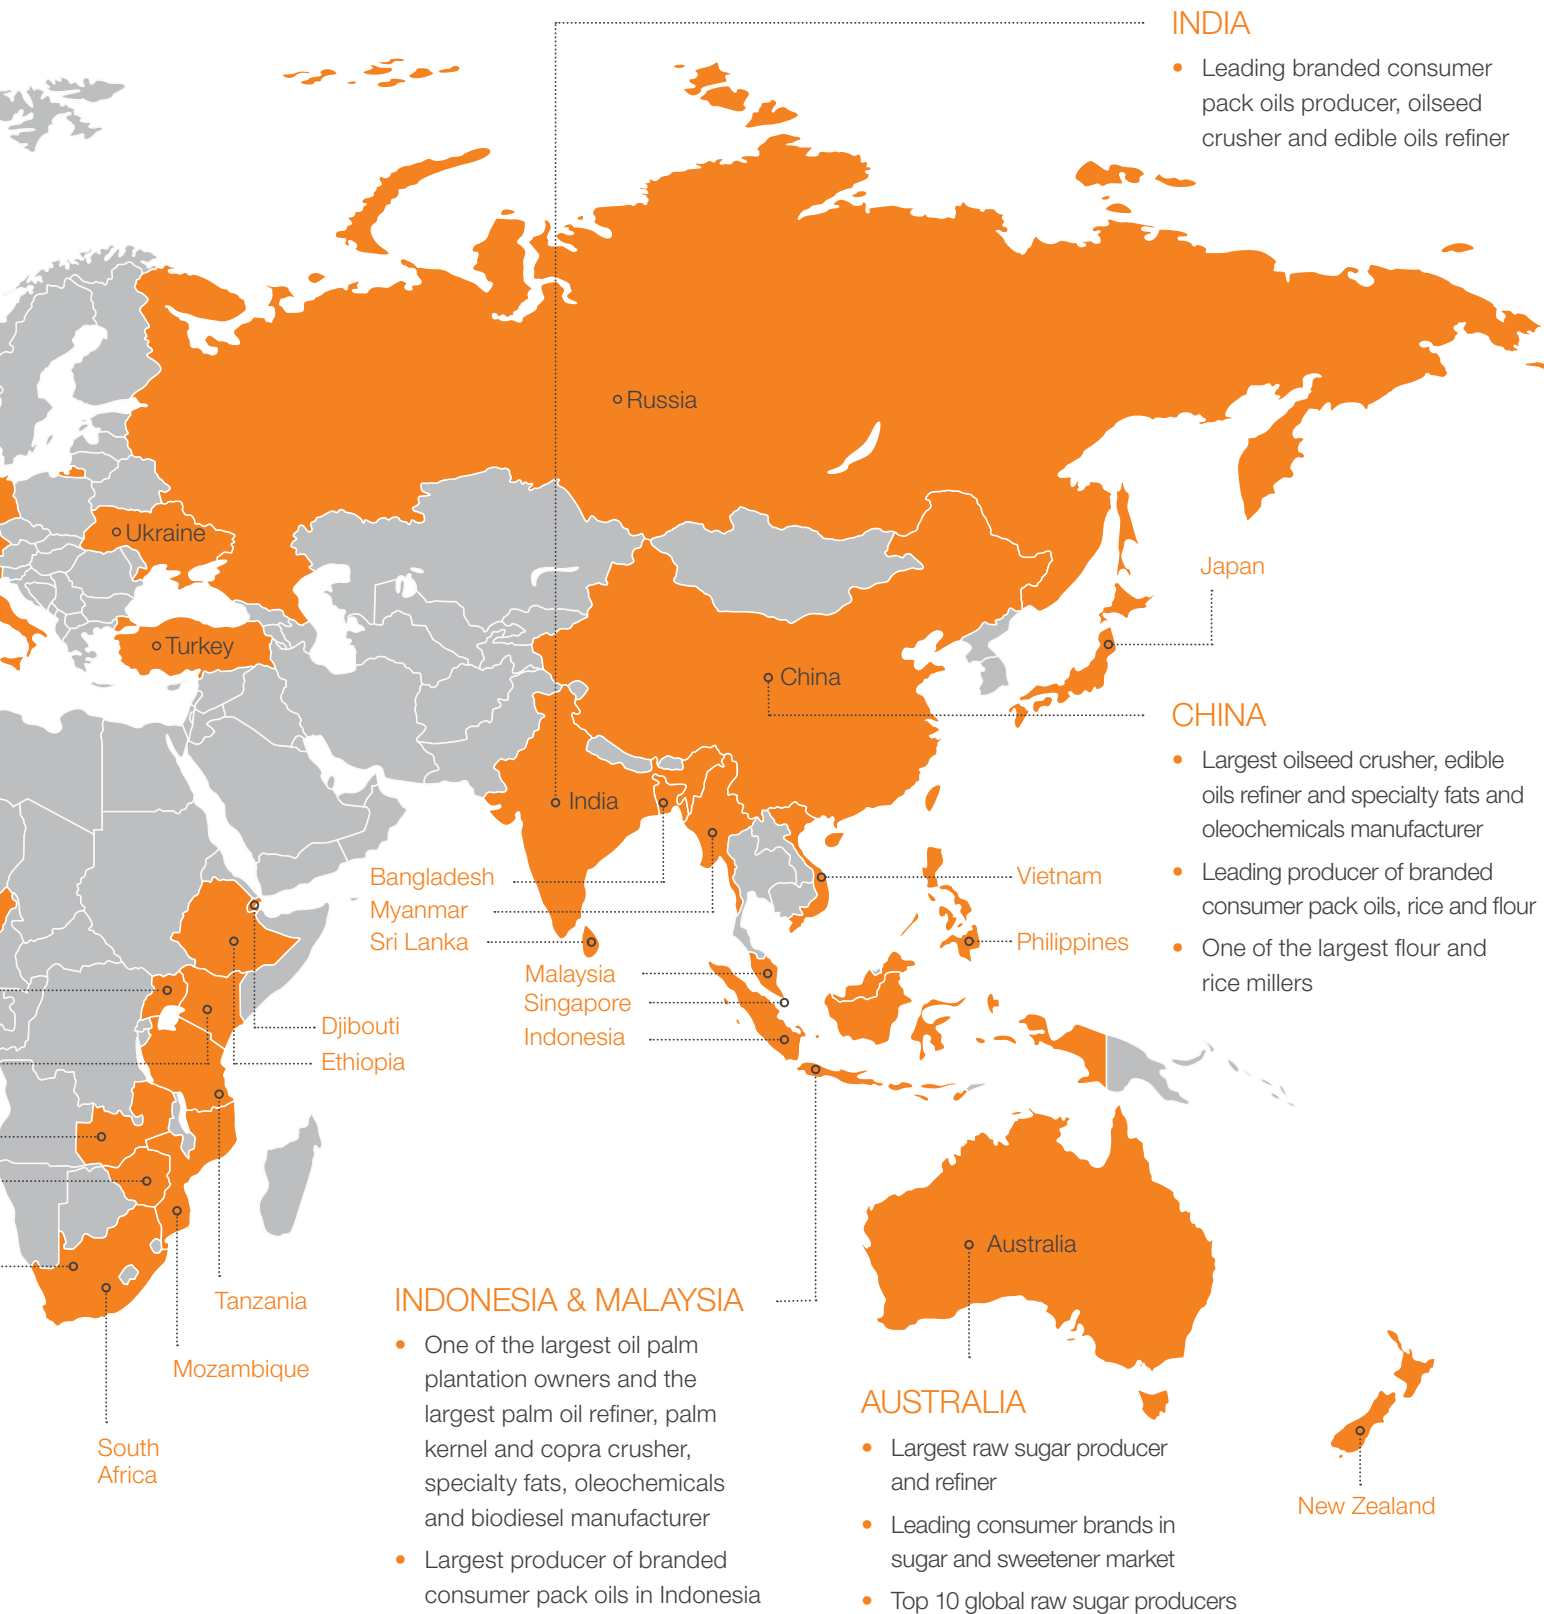 INDIA
• Leading branded consumer
pack oils producer, oilseed
crusher and edible oils refiner
Russia
Ukraine
Japan
Turkey
China
CHINA
• Largest oilseed crusher, edible
oils refiner and specialty fats and
oleochemicals manufacturer
• Leading producer of branded
consumer pack oils, rice and flour
• One of the largest flour and
rice millers
India
Bangladesh
Myanmar
Sri Lanka
Vietnam
Philippines
Malaysia
Singapore
Indonesia
Djibouti
Ethiopia
Australia
Tanzania
Mozambique
South
Africa
INDONESIA & MALAYSIA
• One of the largest oil palm
plantation owners and the
largest palm oil refiner, palm
kernel and copra crusher,
specialty fats, oleochemicals
and biodiesel manufacturer
• Largest producer of branded
consumer pack oils in Indonesia
AUSTRALIA
• Largest raw sugar producer
and refiner
• Leading consumer brands in
sugar and sweetener market
• Top 10 global raw sugar producers
New Zealand